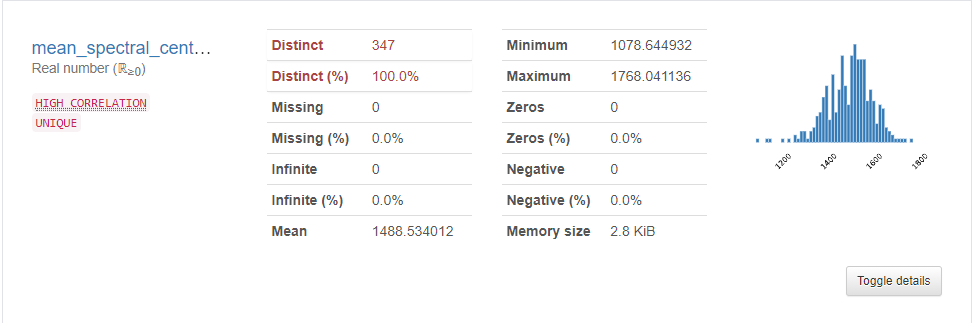 mean_spectral_cent…
Real number (ℝ≥0)
HIGH CORRELATION
UNIQUE
Distinct 347
Distinct (%) 100.0%
Missing 0
Missing (%) 0.0%
Infinite 0
Infinite (%) 0.0%
Mean 1488.534012
Minimum 1078.644932
Maximum 1768.041136
Zeros 0
Zeros (%) 0.0%
Negative 0
Negative (%) 0.0%
Memory size 2.8 KiB
1200 1400 1600 1800
Toggle details